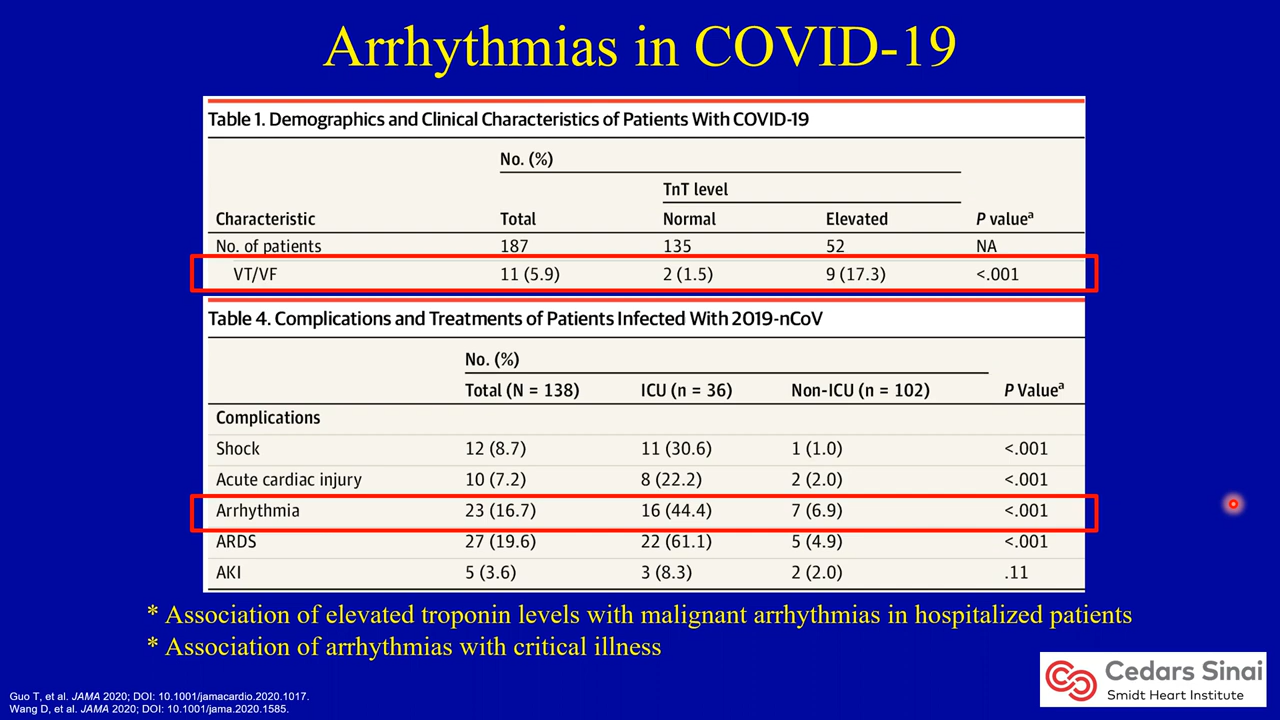 Arrhythmias in COVID-19
Table 1. Demographics and Clinical Characteristics of Patients With COVID-19
No. (%)
TnT level
Characteristic Total Normal Elevated P valueª
No. of patients 187 135 52 NA
VT/VF 11 (5.9) 2 (1.5) 9 (17.3) <.001
Table 4. Complications and Treatments of Patients Infected With 2019-nCoV
No. (%)
Total (N = 138) ICU (n = 36) Non-ICU (n = 102) P Valueª
Complications
Shock 12 (8.7) 11 (30.6) 1 (1.0) <.001
Acute cardiac injury 10 (7.2) 8 (22.2) 2 (2.0) <.001
Arrhythmia 23 (16.7) 16 (44.4) 7 (6.9) <.001
ARDS 27 (19.6) 22 (61.1) 5 (4.9) <.001
AKI 5 (3.6) 3 (8.3) 2 (2.0) .11
* Association of elevated troponin levels with malignant arrhythmias in hospitalized patients
* Association of arrhythmias with critical illness
Guo T, et al. JAMA 2020; DOI: 10.1001/jamacardio.2020.1017.
Wang D, et al. JAMA 2020; DOI: 10.1001/jama.2020.1585.
Cedars Sinai
Smidt Heart Institute